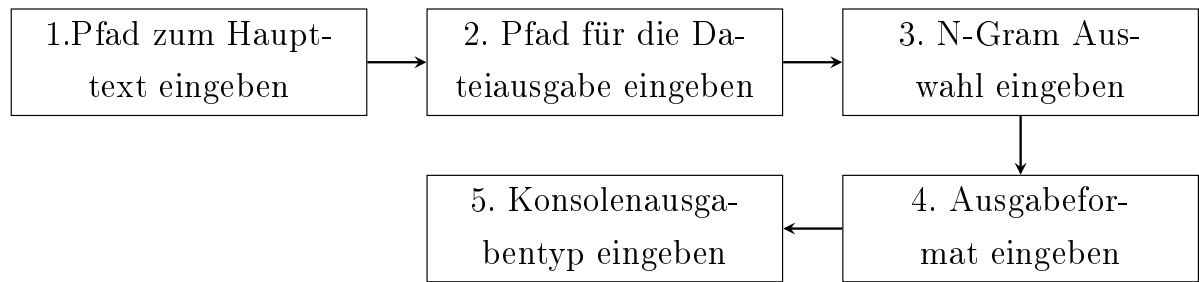 1.Pfad zum Haupt-
text eingeben
2. Pfad für die Da-
teiausgabe eingeben
3. N-Gram Aus-
wahl eingeben
4. Ausgabefor-
mat eingeben
5. Konsolenausga-
bentyp eingeben